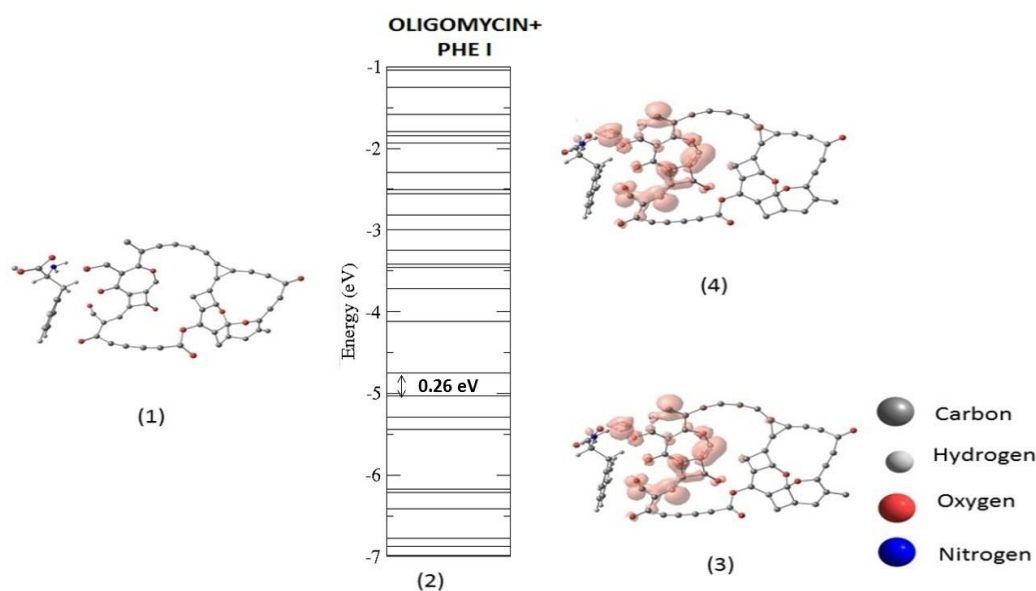 OLIGOMYCIN+
PHE I
Energy (eV)
-1
-2
-3
-4
-5
-6
-7
0.26 eV
(1)
(2)
(4)
(3)
Carbon
Hydrogen
Oxygen
Nitrogen